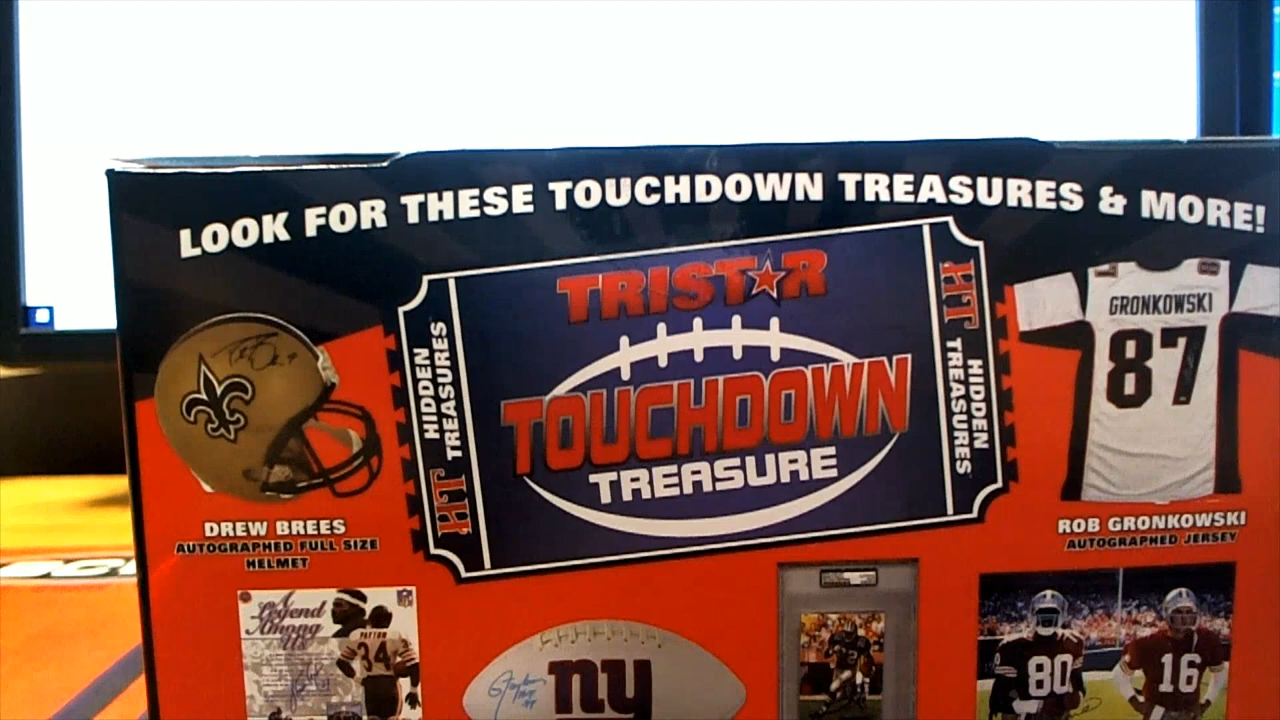 LOOK FOR THESE TOUCHDOWN TREASURES & MORE!
HIDDEN TREASURES
HT
TRISTAR
TOUCHDOWN
TREASURE
HT
HIDDEN TREASURES
GRONKOWSKI
87
DREW BREES
AUTOGRAPHED FULL SIZE
HELMET
ROB GRONKOWSKI
AUTOGRAPHED JERSEY
A Legend
Among
Us
PAYTON
34
ny
80
16